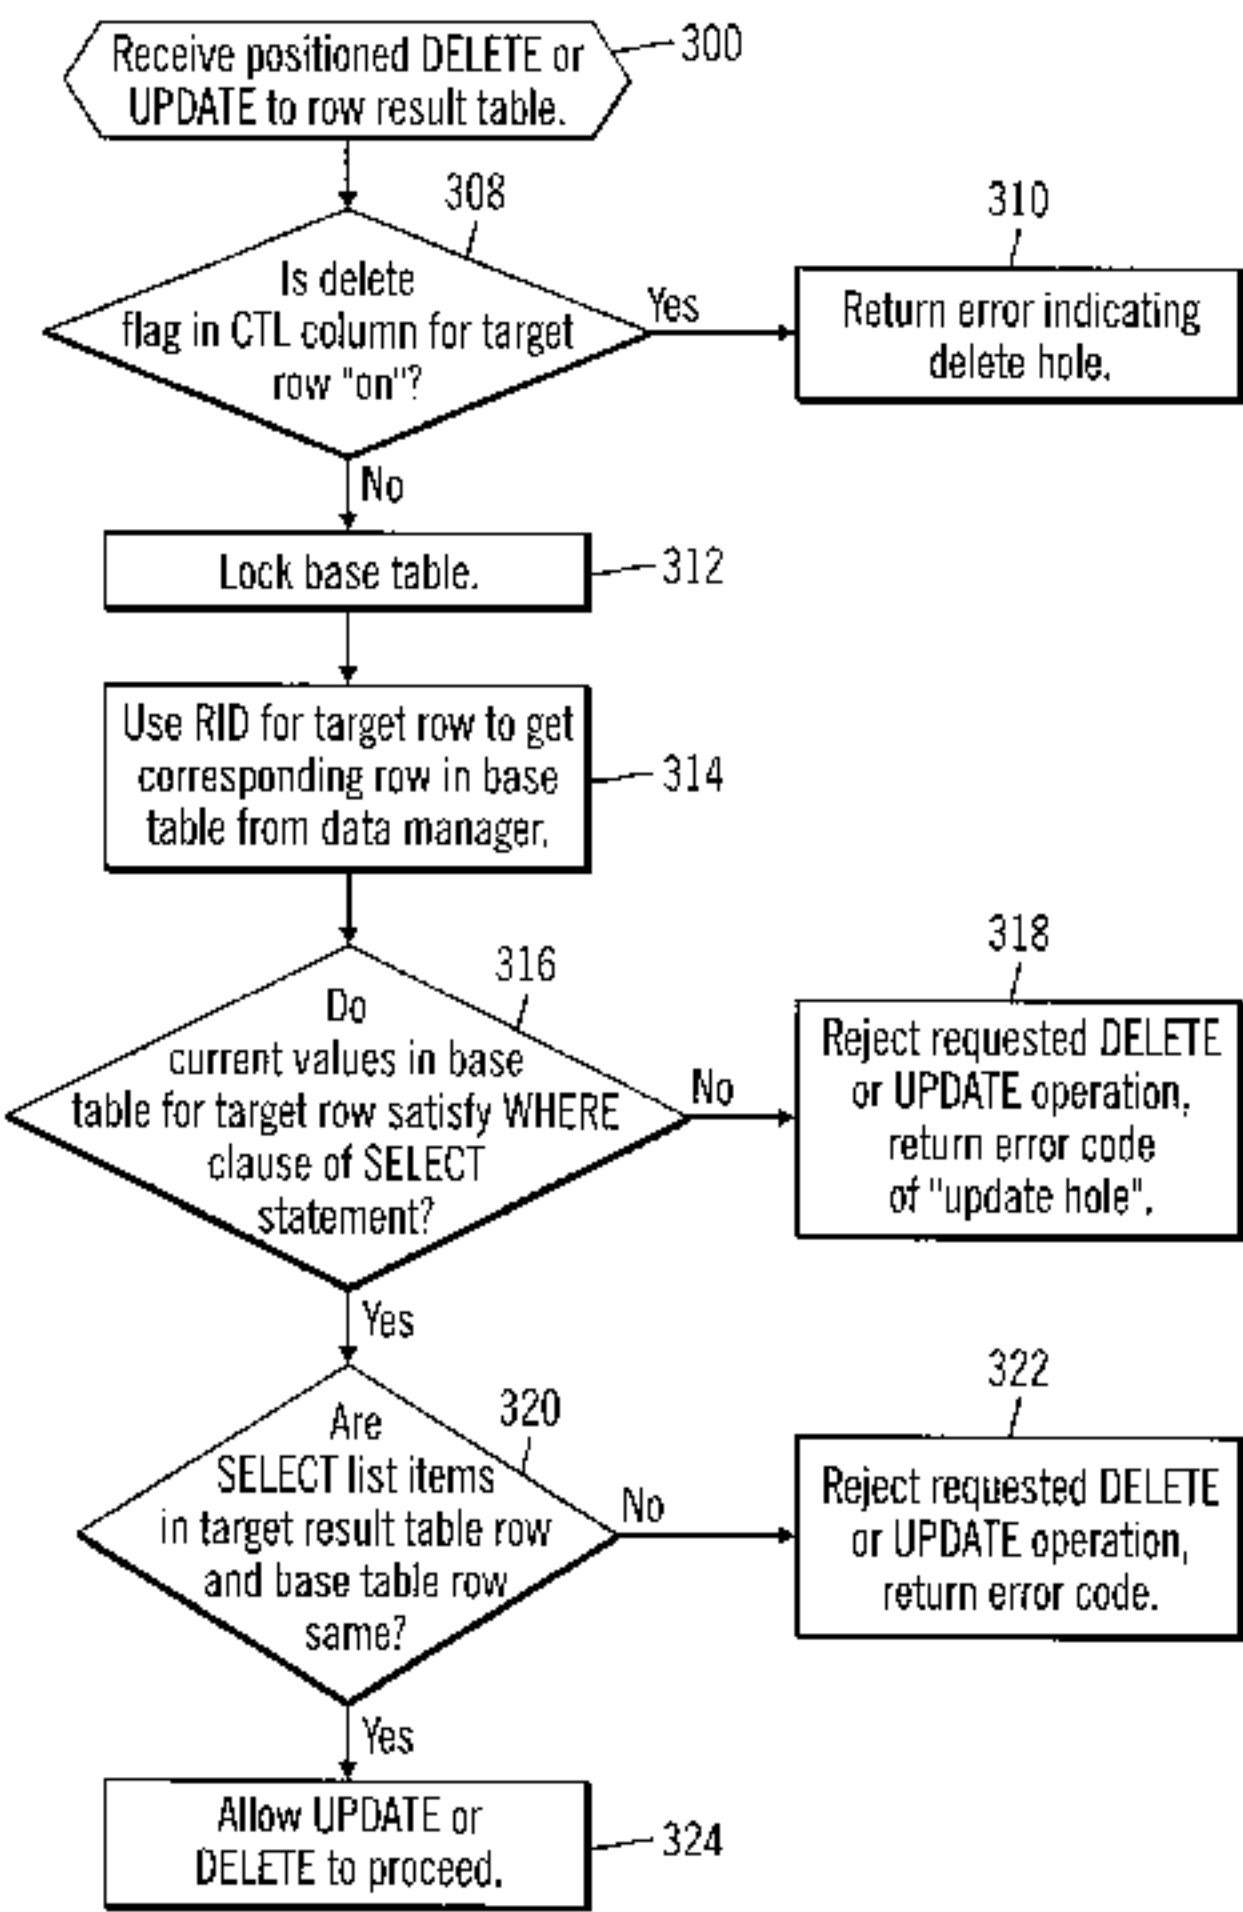 Receive positioned DELETE or
UPDATE to row result table.
300
308
Is delete
flag in CTL column for target
row "on"?
Yes
310
Return error indicating
delete hole.
No
Lock base table.
312
Use RID for target row to get
corresponding row in base
table from data manager.
314
316
Do
current values in base
table for target row satisfy WHERE
clause of SELECT
statement?
No
318
Reject requested DELETE
or UPDATE operation,
return error code
of "update hole".
Yes
320
Are
SELECT list items
in target result table row
and base table row
same?
No
322
Reject requested DELETE
or UPDATE operation,
return error code.
Yes
Allow UPDATE or
DELETE to proceed.
324